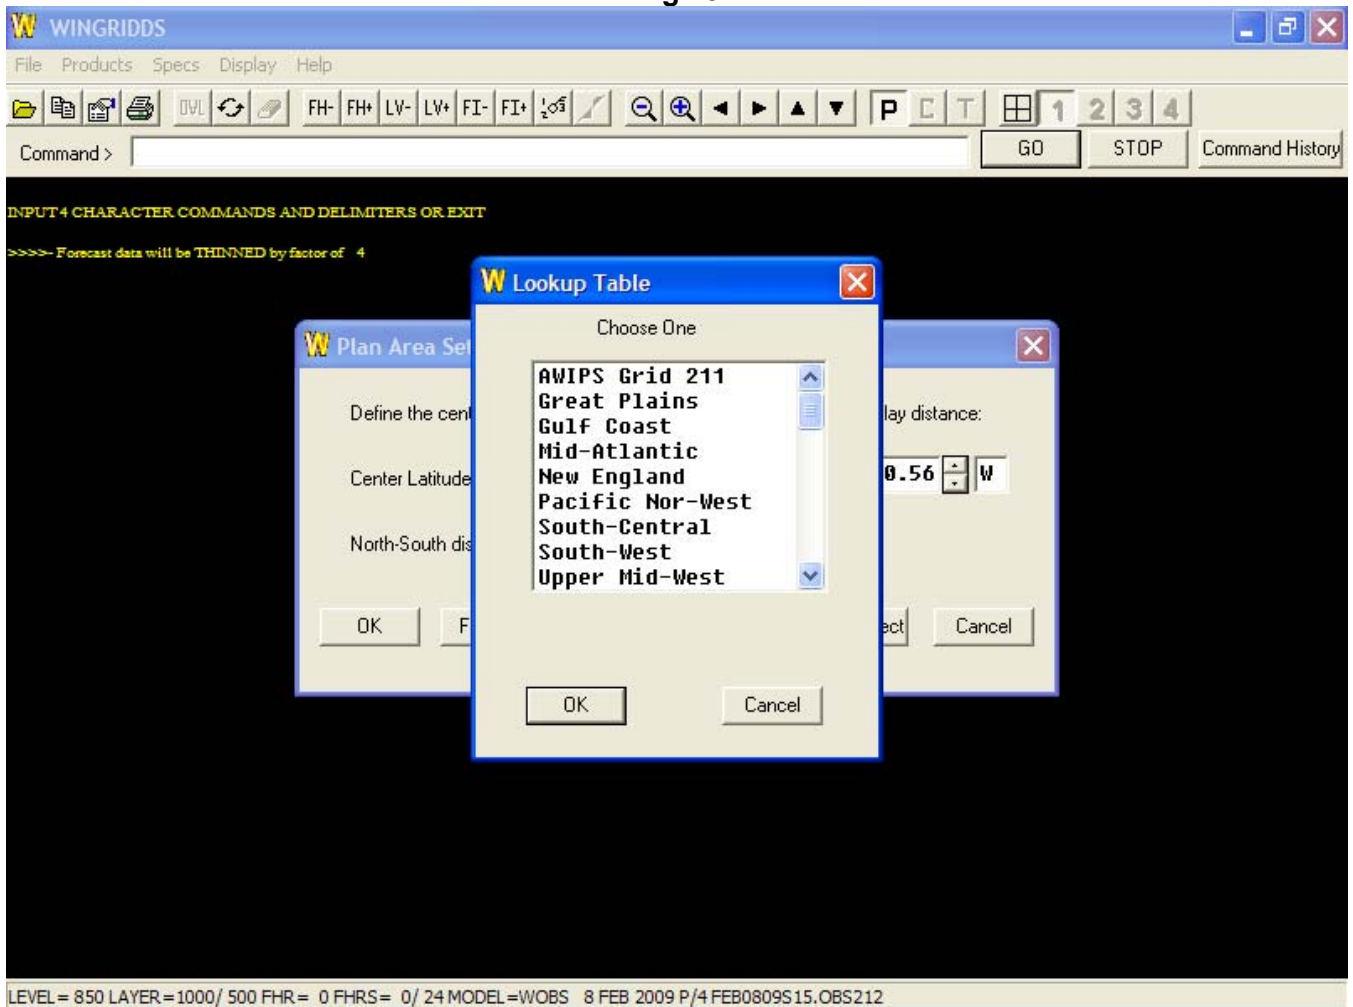 WINGRIDDS
File Products Specs Display Help
OVL FH- FH+ LV- LV+ FI- FI+ P C T 1 2 3 4
Command > GO STOP Command History
INPUT 4 CHARACTER COMMANDS AND DELIMITERS OR EXIT
>>>>- Forecast data will be THINNED by factor of 4
Lookup Table
Choose One
AWIPS Grid 211
Great Plains
Gulf Coast
Mid-Atlantic
New England
Pacific Nor-West
South-Central
South-West
Upper Mid-West
OK Cancel
Plan Area Set
Define the cent lay distance:
Center Latitude 0.56 W
North-South dis
OK F ect Cancel
LEVEL= 850 LAYER=1000/ 500 FHR= 0 FHRS= 0/ 24 MODEL=WOBS 8 FEB 2009 P/4 FEB0809S15.OBS212